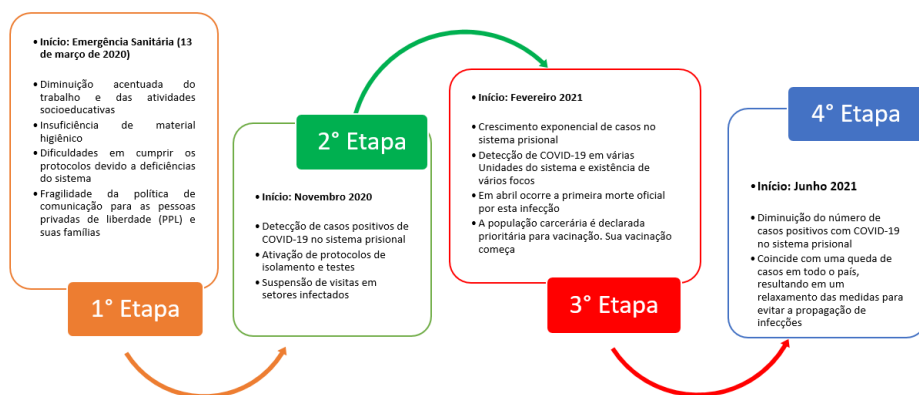 • Início: Emergência Sanitária (13
de março de 2020)
• Diminuição acentuada do
trabalho e das atividades
socioeducativas
• Insuficiência de material
higiênico
• Dificuldades em cumprir os
protocolos devido a deficiências
do sistema
• Fragilidade da política de
comunicação para as pessoas
privadas de liberdade (PPL) e
suas famílias
1° Etapa
2° Etapa
• Início: Novembro 2020
• Detecção de casos positivos de
COVID-19 no sistema prisional
• Ativação de protocolos de
isolamento e testes
• Suspensão de visitas em
setores infectados
• Início: Fevereiro 2021
• Crescimento exponencial de casos no
sistema prisional
• Detecção de COVID-19 em várias
Unidades do sistema e existência de
vários focos
• Em abril ocorre a primeira morte oficial
por esta infecção
• A população carcerária é declarada
prioritária para vacinação. Sua vacinação
começa
3° Etapa
4° Etapa
• Início: Junho 2021
• Diminuição do número de
casos positivos com COVID-19
no sistema prisional
• Coincide com uma queda de
casos em todo o país,
resultando em um
relaxamento das medidas para
evitar a propagação de
infecções